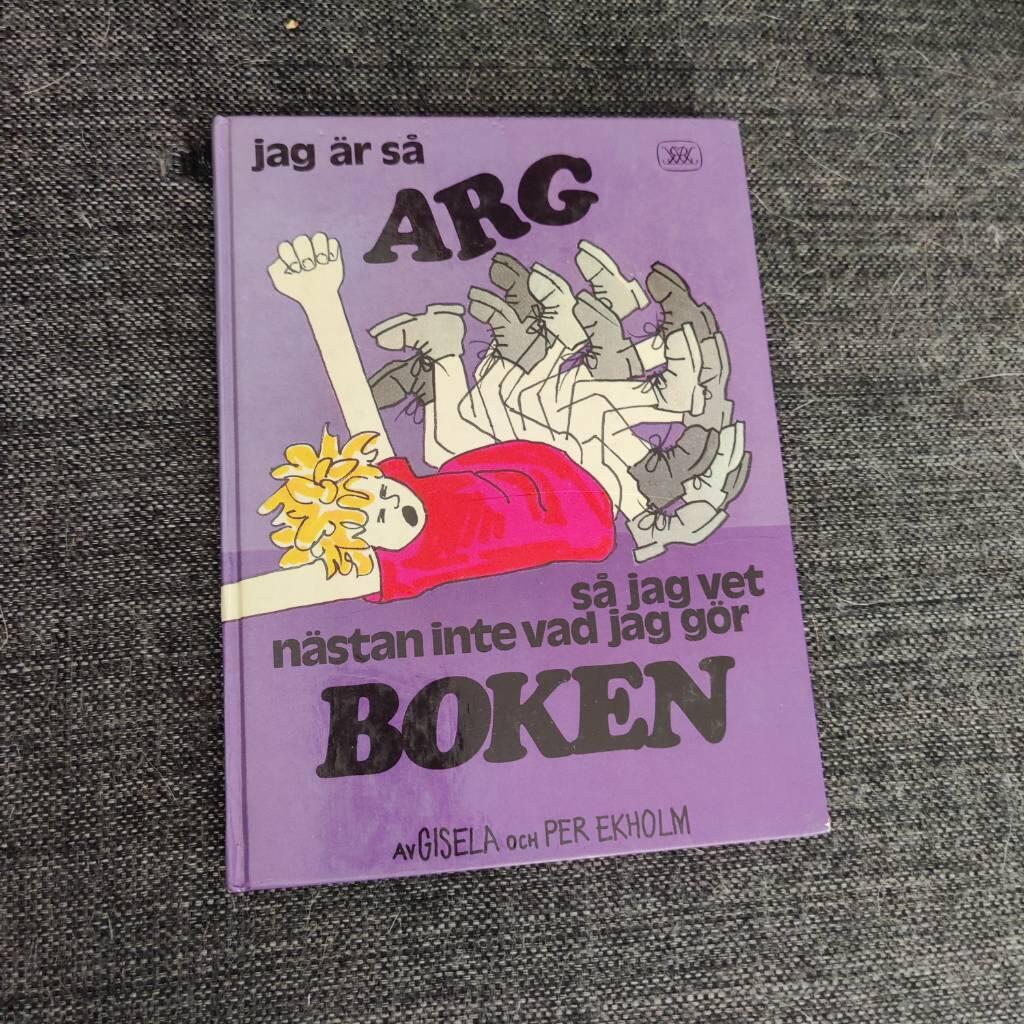 jag är så
ARG
så jag vet
nästan inte vad jag gör
BOKEN
AV GISELA OCH PER EKHOLM